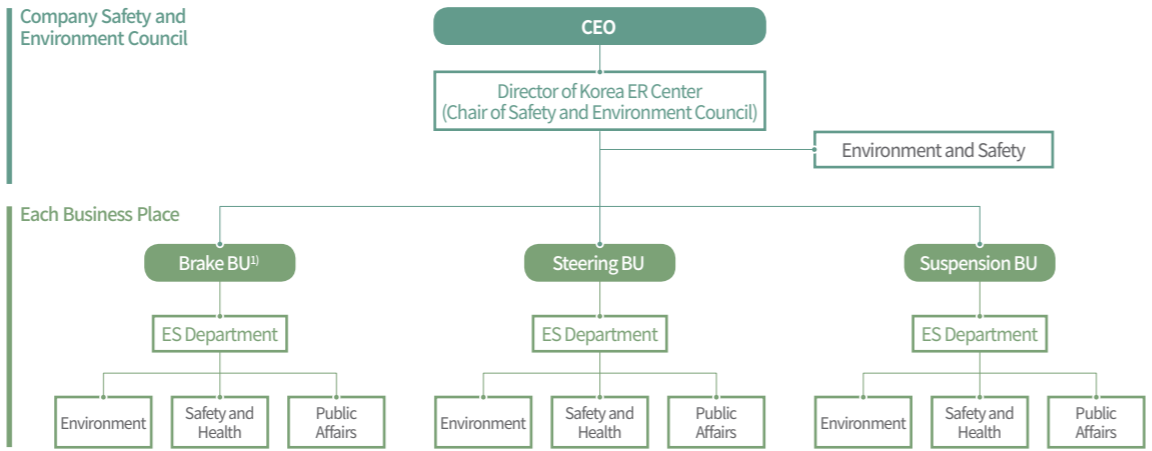 Company Safety and
Environment Council
CEO
Director of Korea ER Center
(Chair of Safety and Environment Council)
Environment and Safety
Each Business Place
Brake BU¹⁾
Steering BU
Suspension BU
ES Department
ES Department
ES Department
Environment
Safety and
Health
Public
Affairs
Environment
Safety and
Health
Public
Affairs
Environment
Safety and
Health
Public
Affairs